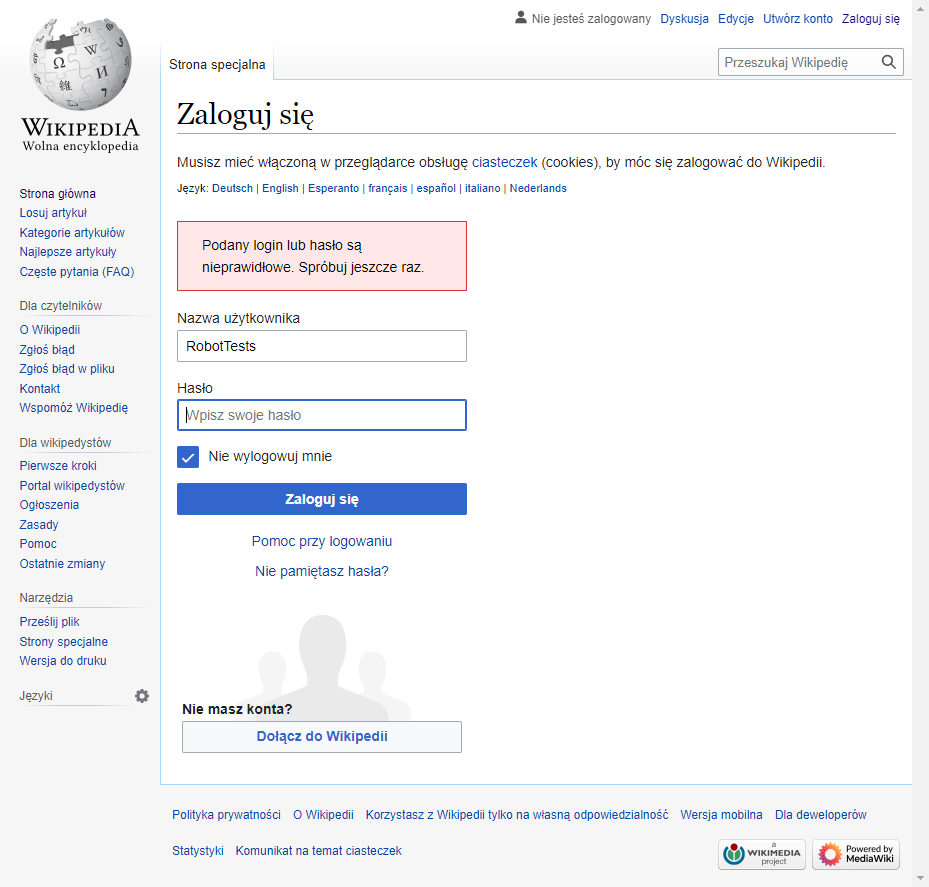 Nie jesteś zalogowany Dyskusja Edycje Utwórz konto Zaloguj się
Strona specjalna
Przeszukaj Wikipedię
Ω W И 維
WIKIPEDIA
Wolna encyklopedia
Zaloguj się
Musisz mieć włączoną w przeglądarce obsługę ciasteczek (cookies), by móc się zalogować do Wikipedii.
Język: Deutsch | English | Esperanto | français | español | italiano | Nederlands
Strona główna
Losuj artykuł
Kategorie artykułów
Najlepsze artykuły
Częste pytania (FAQ)
Dla czytelników
O Wikipedii
Zgłoś błąd
Zgłoś błąd w pliku
Kontakt
Wspomóż Wikipedię
Dla wikipedystów
Pierwsze kroki
Portal wikipedystów
Ogłoszenia
Zasady
Pomoc
Ostatnie zmiany
Narzędzia
Prześlij plik
Strony specjalne
Wersja do druku
Języki
Podany login lub hasło są
nieprawidłowe. Spróbuj jeszcze raz.
Nazwa użytkownika
RobotTests
Hasło
Wpisz swoje hasło
Nie wylogowuj mnie
Zaloguj się
Pomoc przy logowaniu
Nie pamiętasz hasła?
Nie masz konta?
Dołącz do Wikipedii
Polityka prywatności O Wikipedii Korzystasz z Wikipedii tylko na własną odpowiedzialność Wersja mobilna Dla deweloperów
Statystyki Komunikat na temat ciasteczek
A
WIKIMEDIA
project
Powered by
MediaWiki